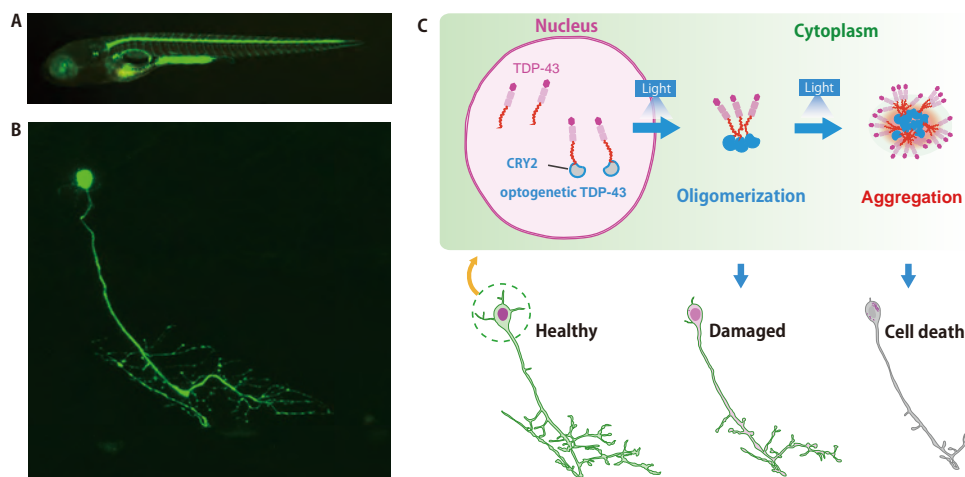 A
B
C
Nucleus
Cytoplasm
TDP-43
Light
Light
CRY2
optogenetic TDP-43
Oligomerization
Aggregation
Healthy
Damaged
Cell death